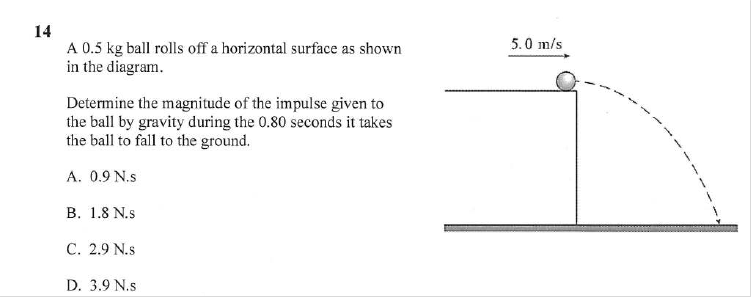 14
A 0.5 kg ball rolls off a horizontal surface as shown
in the diagram.
Determine the magnitude of the impulse given to
the ball by gravity during the 0.80 seconds it takes
the ball to fall to the ground.
A. 0.9 N.s
B. 1.8 N.s
C. 2.9 N.s
D. 3.9 N.s
5.0 m/s